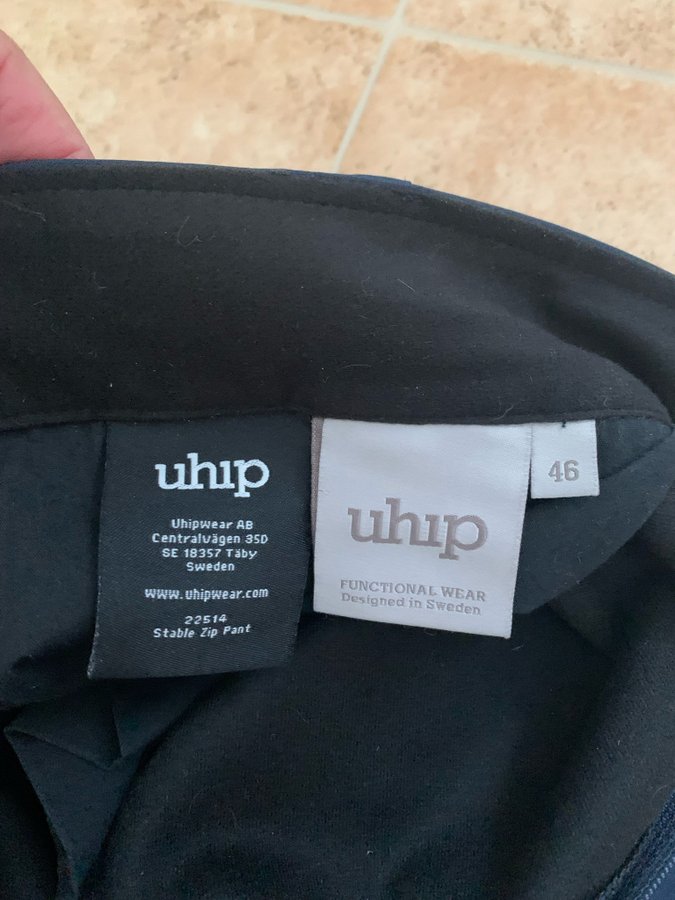 uhip
Uhipwear AB
Centralvägen 35D
SE 18357 Täby
Sweden
www.uhipwear.com
22514
Stable Zip Pant
uhip
FUNCTIONAL WEAR
Designed in Sweden
46